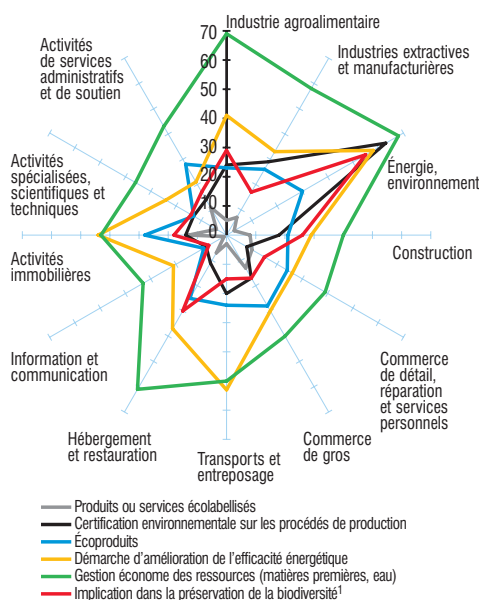 70
Industrie agroalimentaire
60
50
40
30
20
10
0
Industries extractives
et manufacturières
Énergie,
environnement
Construction
Commerce
de détail,
réparation
et services
personnels
Commerce
de gros
Transports et
entreposage
Hébergement
et restauration
Information et
communication
Activités
immobilières
Activités
spécialisées,
scientifiques et
techniques
Activités
de services
administratifs
et de soutien
Produits ou services écolabellisés
Certification environnementale sur les procédés de production
Écoproduits
Démarche d'amélioration de l'efficacité énergétique
Gestion économe des ressources (matières premières, eau)
Implication dans la préservation de la biodiversité¹